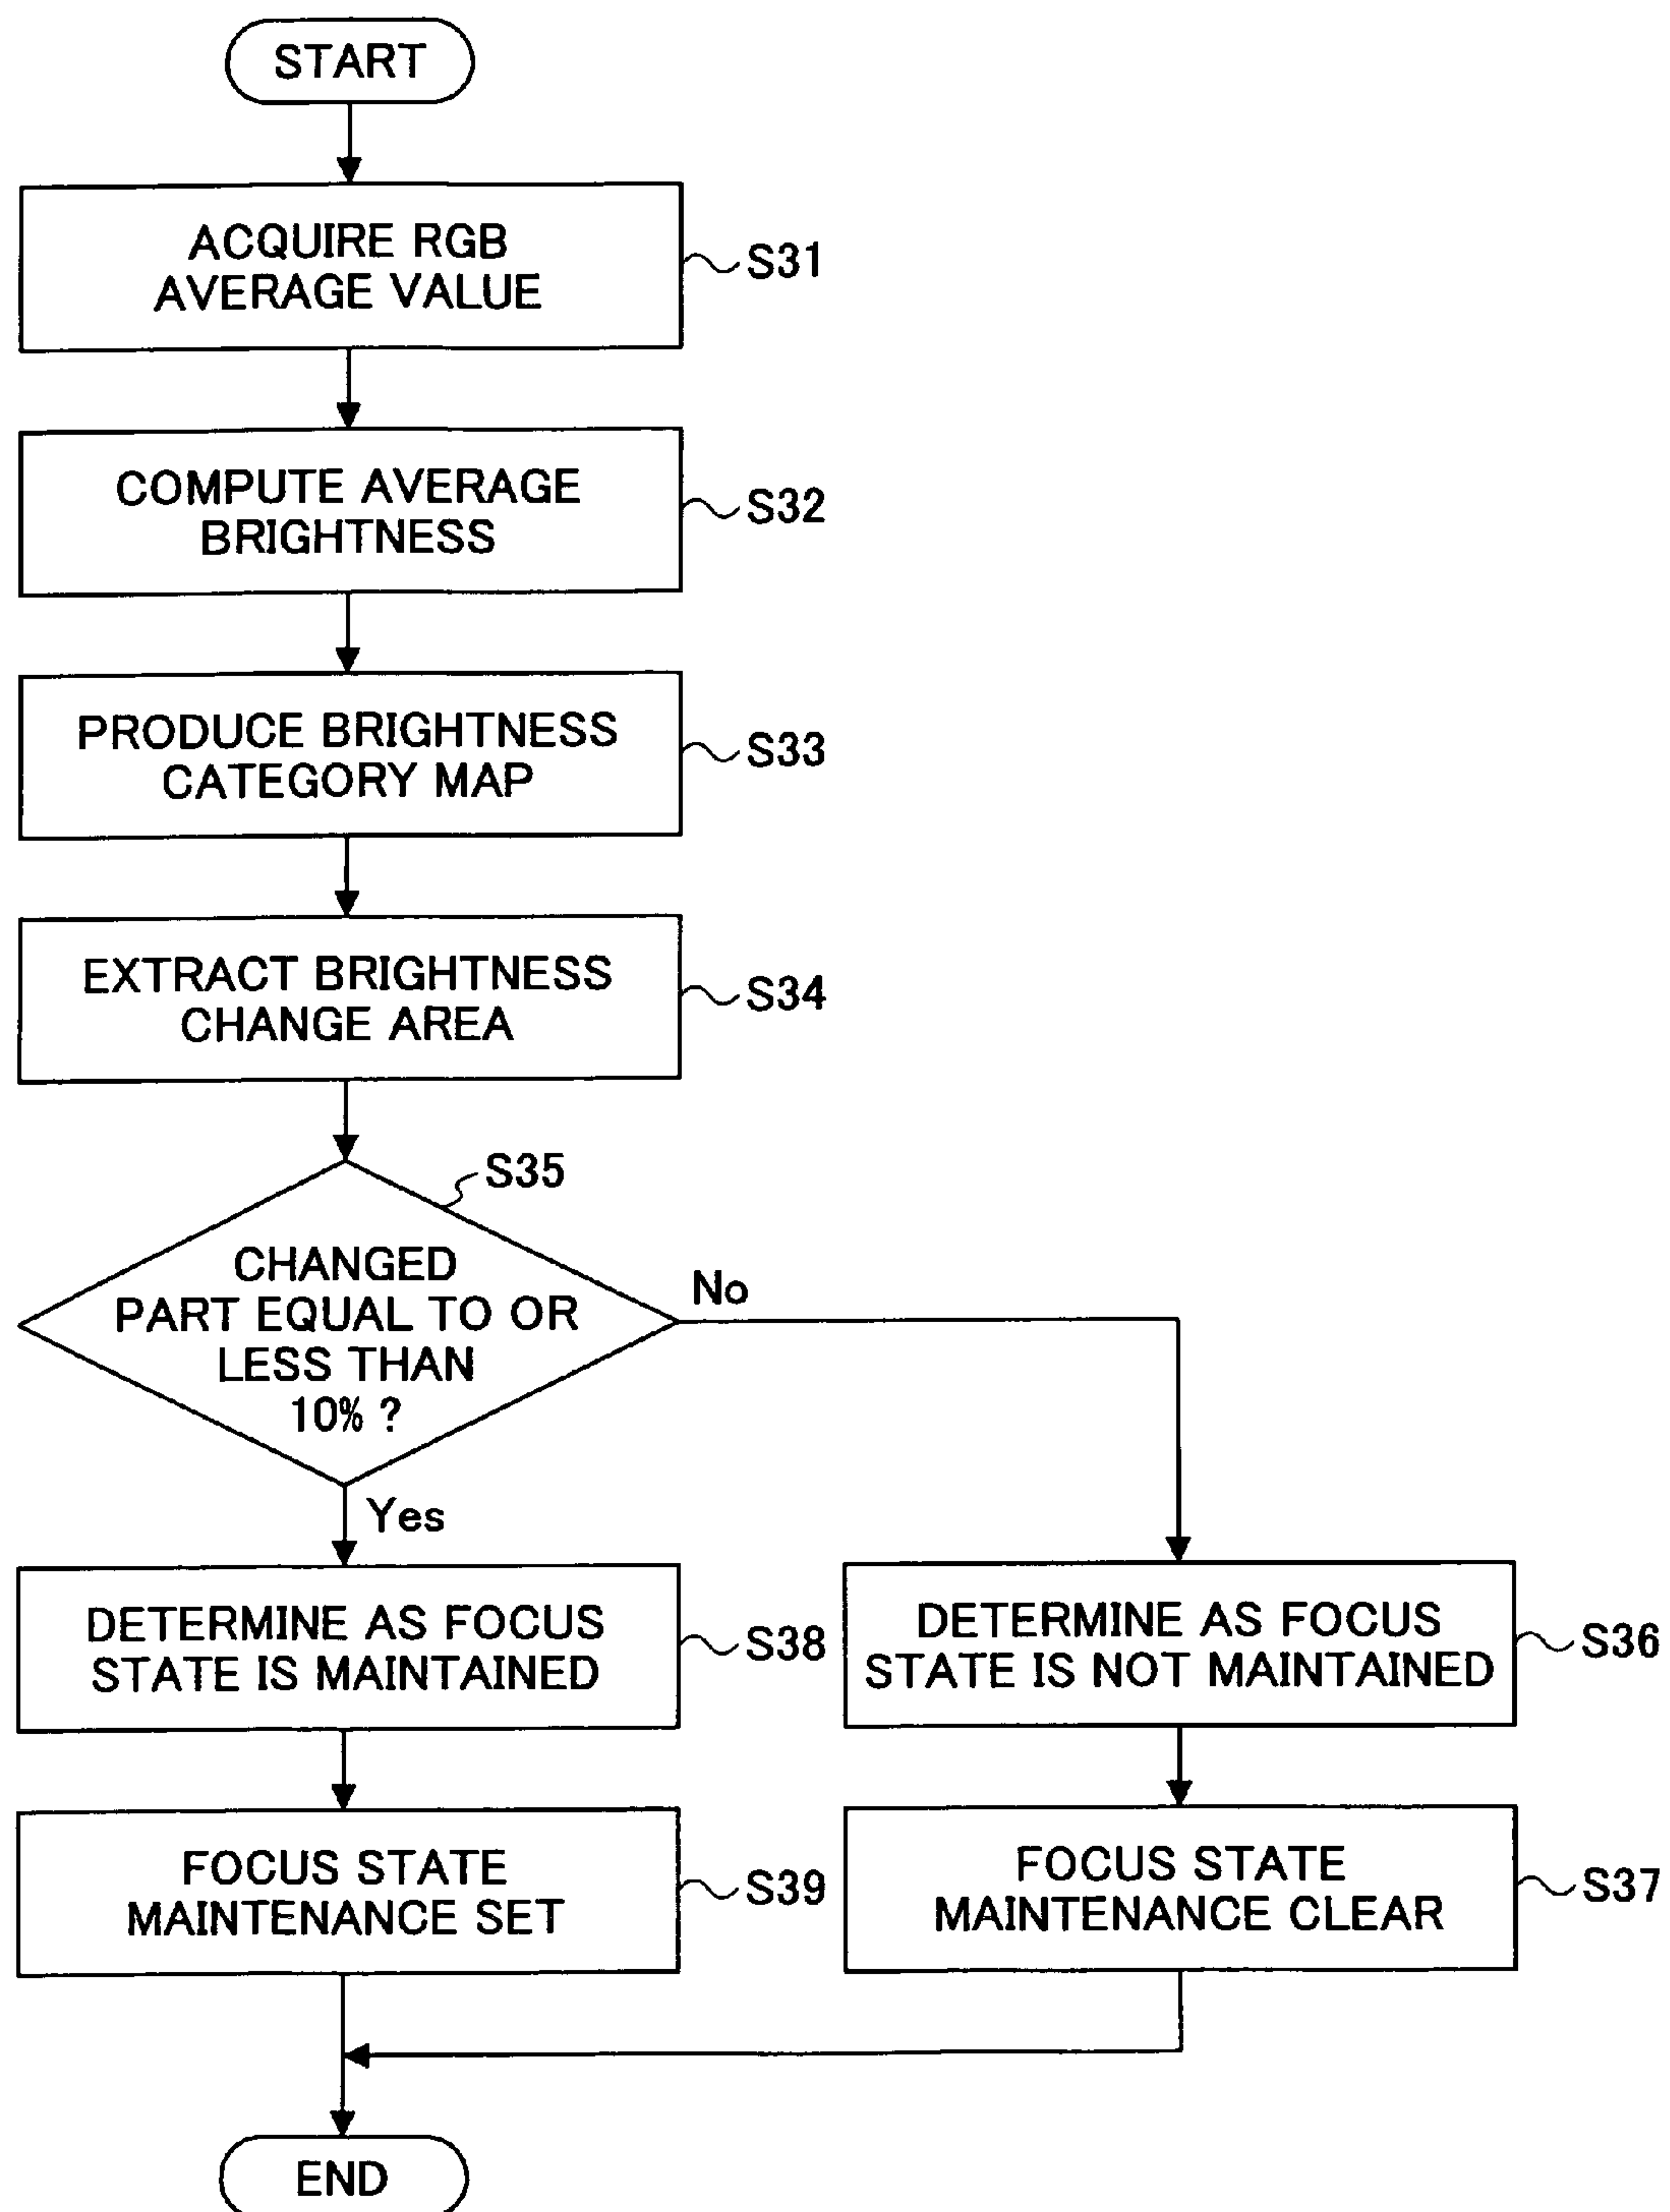 START
ACQUIRE RGB
AVERAGE VALUE
S31
COMPUTE AVERAGE
BRIGHTNESS
S32
PRODUCE BRIGHTNESS
CATEGORY MAP
S33
EXTRACT BRIGHTNESS
CHANGE AREA
S34
S35
CHANGED
PART EQUAL TO OR
LESS THAN
10% ?
No
Yes
DETERMINE AS FOCUS
STATE IS MAINTAINED
S38
DETERMINE AS FOCUS
STATE IS NOT MAINTAINED
S36
FOCUS STATE
MAINTENANCE SET
S39
FOCUS STATE
MAINTENANCE CLEAR
S37
END